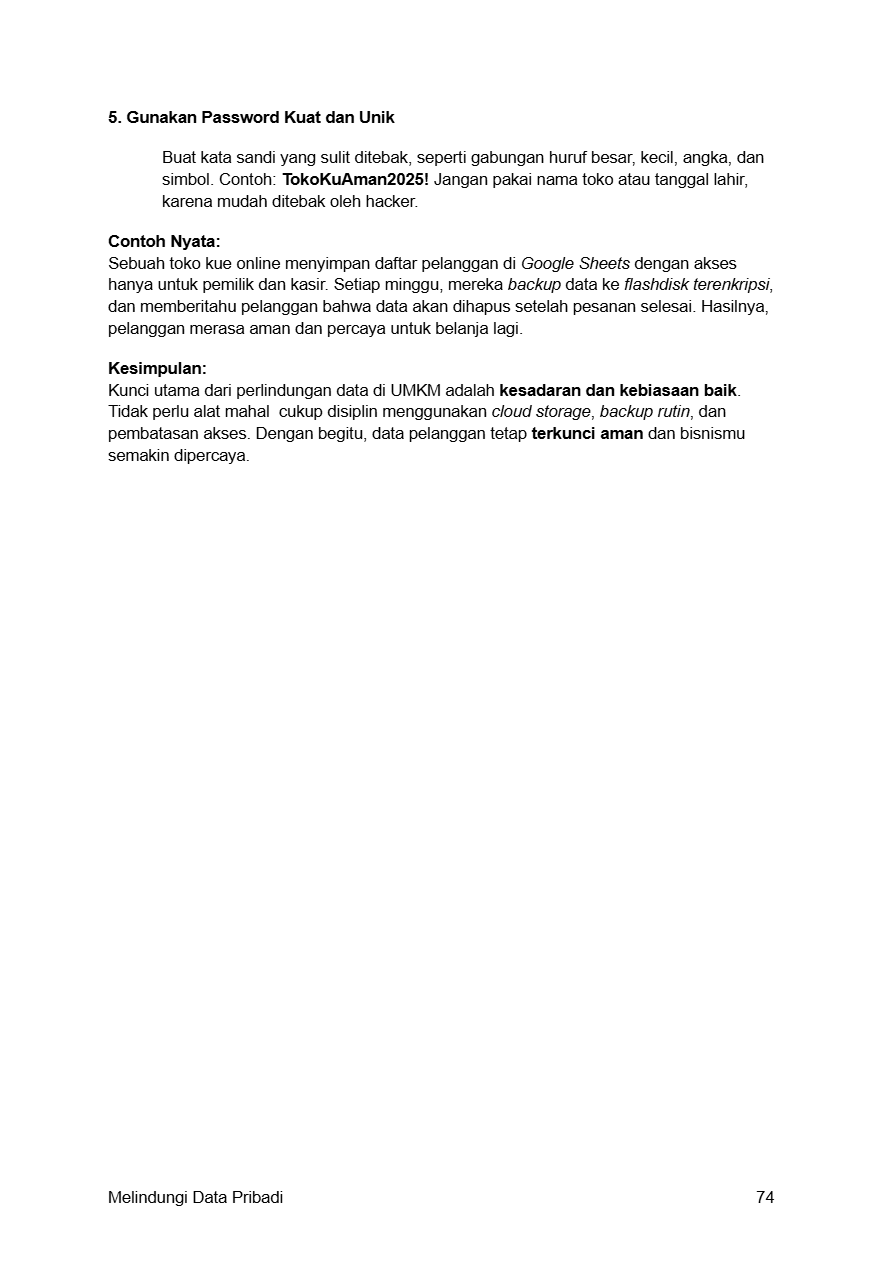 5. Gunakan Password Kuat dan Unik
Buat kata sandi yang sulit ditebak, seperti gabungan huruf besar, kecil, angka, dan
simbol. Contoh: TokoKuAman2025! Jangan pakai nama toko atau tanggal lahir,
karena mudah ditebak oleh hacker.
Contoh Nyata:
Sebuah toko kue online menyimpan daftar pelanggan di Google Sheets dengan akses
hanya untuk pemilik dan kasir. Setiap minggu, mereka backup data ke flashdisk terenkripsi,
dan memberitahu pelanggan bahwa data akan dihapus setelah pesanan selesai. Hasilnya,
pelanggan merasa aman dan percaya untuk belanja lagi.
Kesimpulan:
Kunci utama dari perlindungan data di UMKM adalah kesadaran dan kebiasaan baik.
Tidak perlu alat mahal  cukup disiplin menggunakan cloud storage, backup rutin, dan
pembatasan akses. Dengan begitu, data pelanggan tetap terkunci aman dan bisnismu
semakin dipercaya.
Melindungi Data Pribadi 74